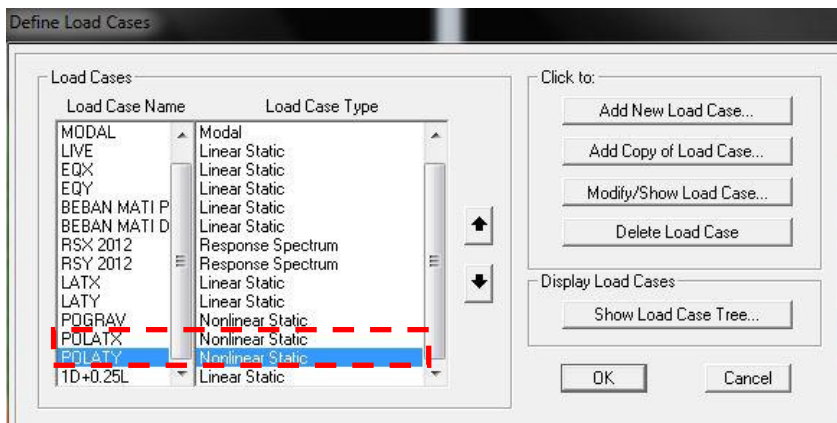 Define Load Cases
Load Cases
Click to:
Load Case Name Load Case Type
MODAL Modal
LIVE Linear Static
EQX Linear Static
EQY Linear Static
BEBAN MATI P Linear Static
BEBAN MATI D Linear Static
RSX 2012 Response Spectrum
RSY 2012 Response Spectrum
LATX Linear Static
LATY Linear Static
POGRAV Nonlinear Static
POLATX Nonlinear Static
POLATY Nonlinear Static
1D+0.25L Linear Static
Add New Load Case...
Add Copy of Load Case...
Modify/Show Load Case...
Delete Load Case
Display Load Cases
Show Load Case Tree...
OK Cancel